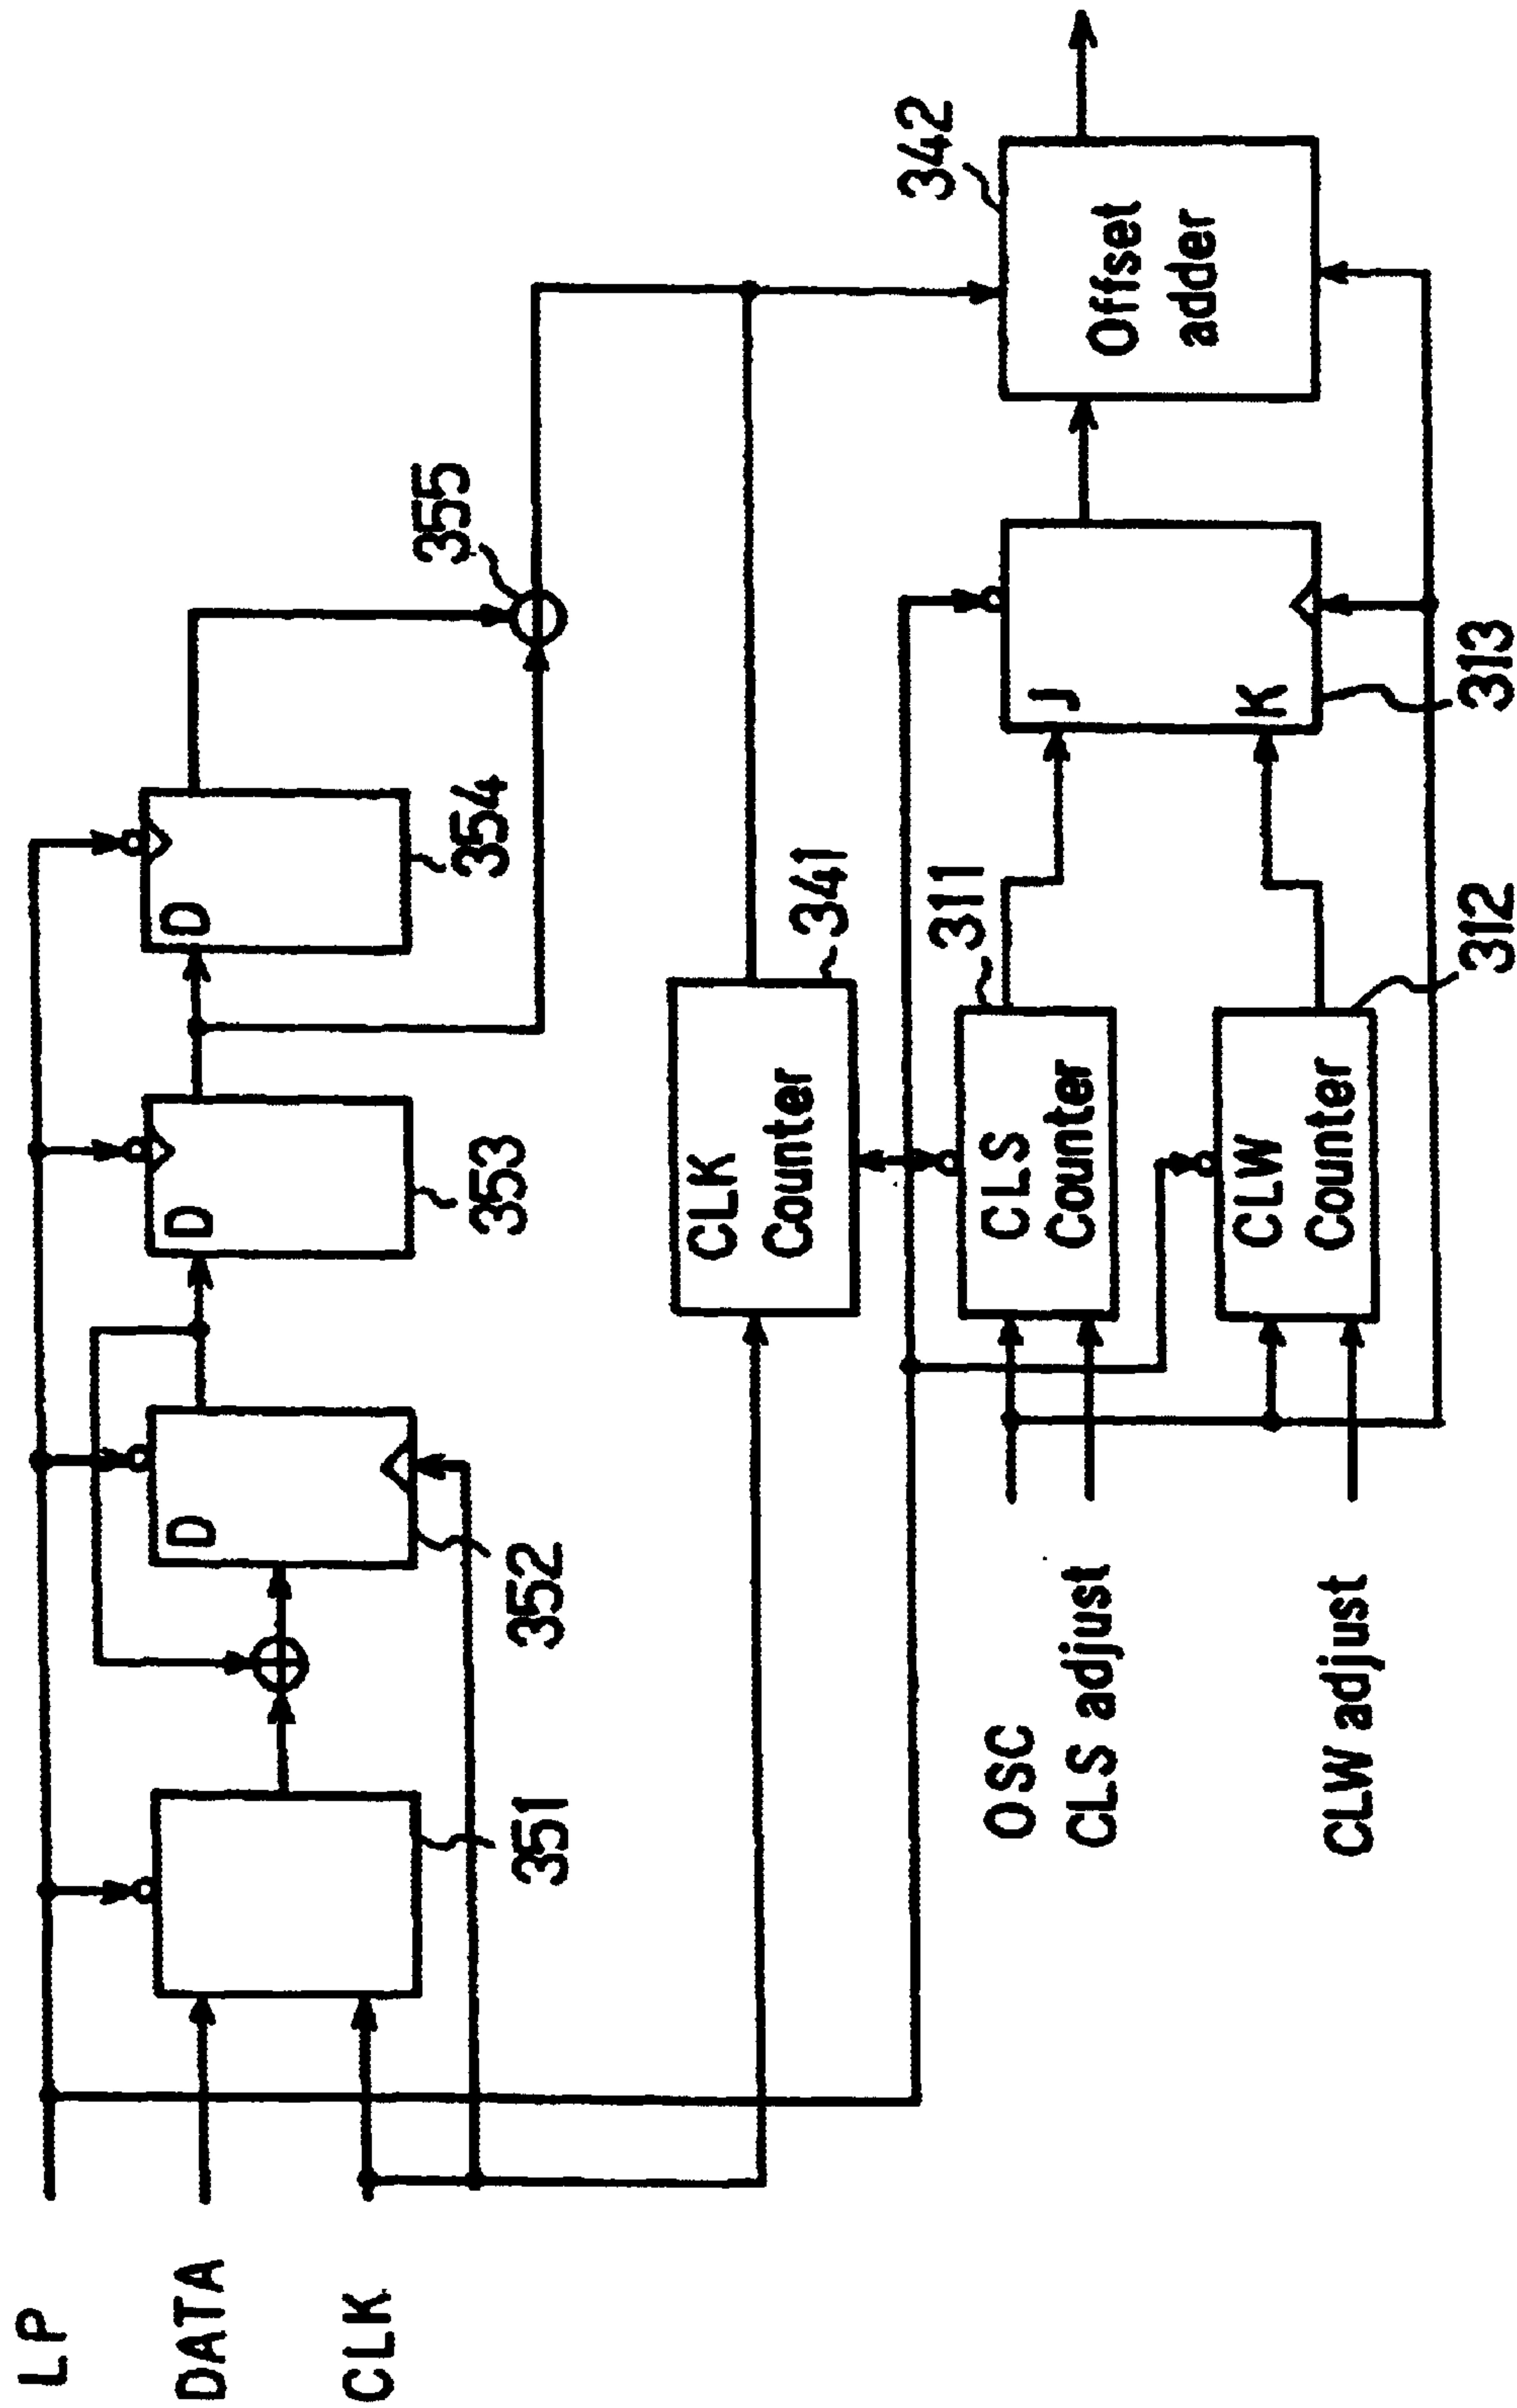 LP
DATA
CLK
351
352
D
353
D
354
D
355
CLK
Counter
341
OSC
CLS adjust
CLW adjust
CLS
Counter
311
CLW
Counter
312
J
K
313
Offset
adder
342